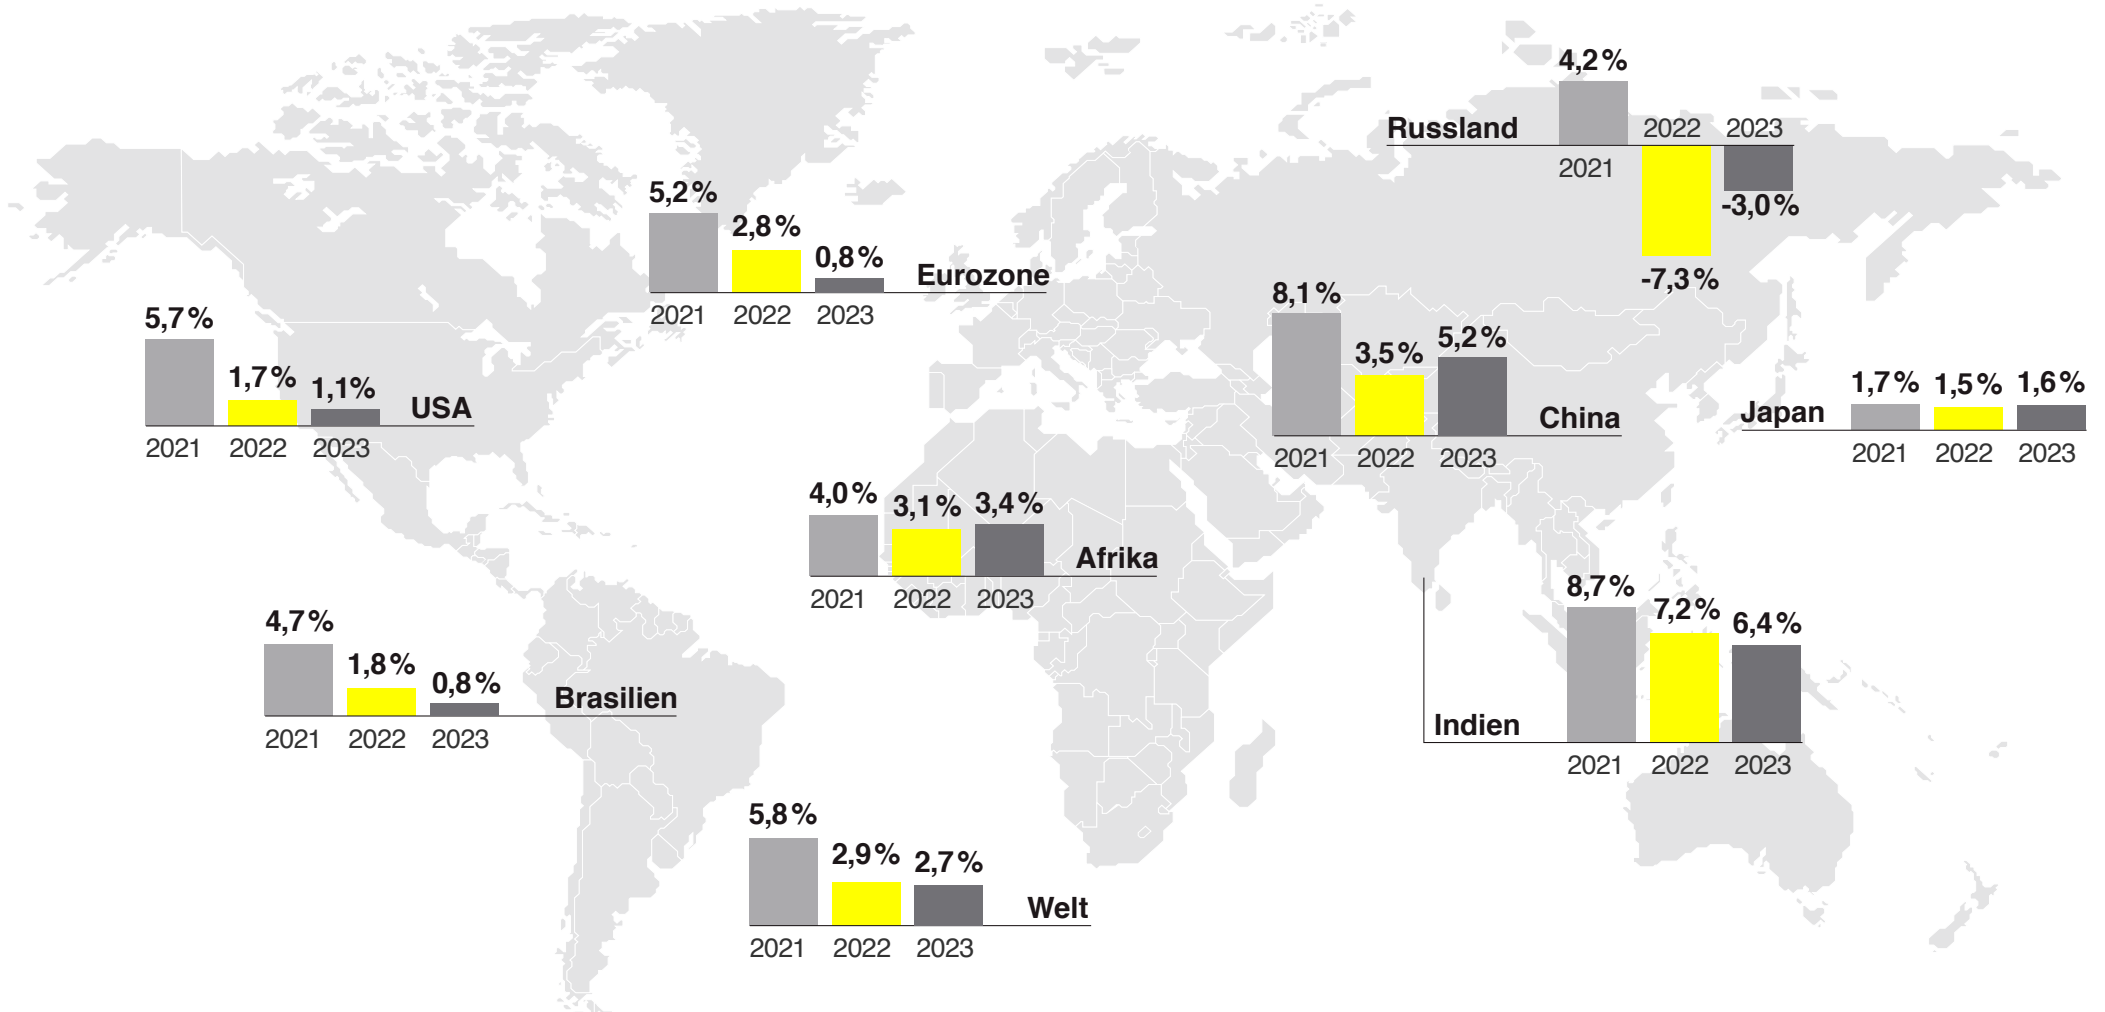 4,2 %
Russland
2022 2023
2021
-3,0 %
-7,3 %
5,2 %
2,8 %
0,8 %
Eurozone
2021 2022 2023
5,7 %
1,7 %
1,1%
USA
2021 2022 2023
8,1 %
3,5 %
5,2 %
China
2021 2022 2023
1,7 % 1,5 % 1,6 %
Japan
2021 2022 2023
4,0 %
3,1 %
3,4 %
Afrika
2021 2022 2023
8,7 %
7,2 %
6,4 %
Indien
2021 2022 2023
4,7 %
1,8 %
0,8 %
Brasilien
2021 2022 2023
5,8 %
2,9 %
2,7 %
Welt
2021 2022 2023